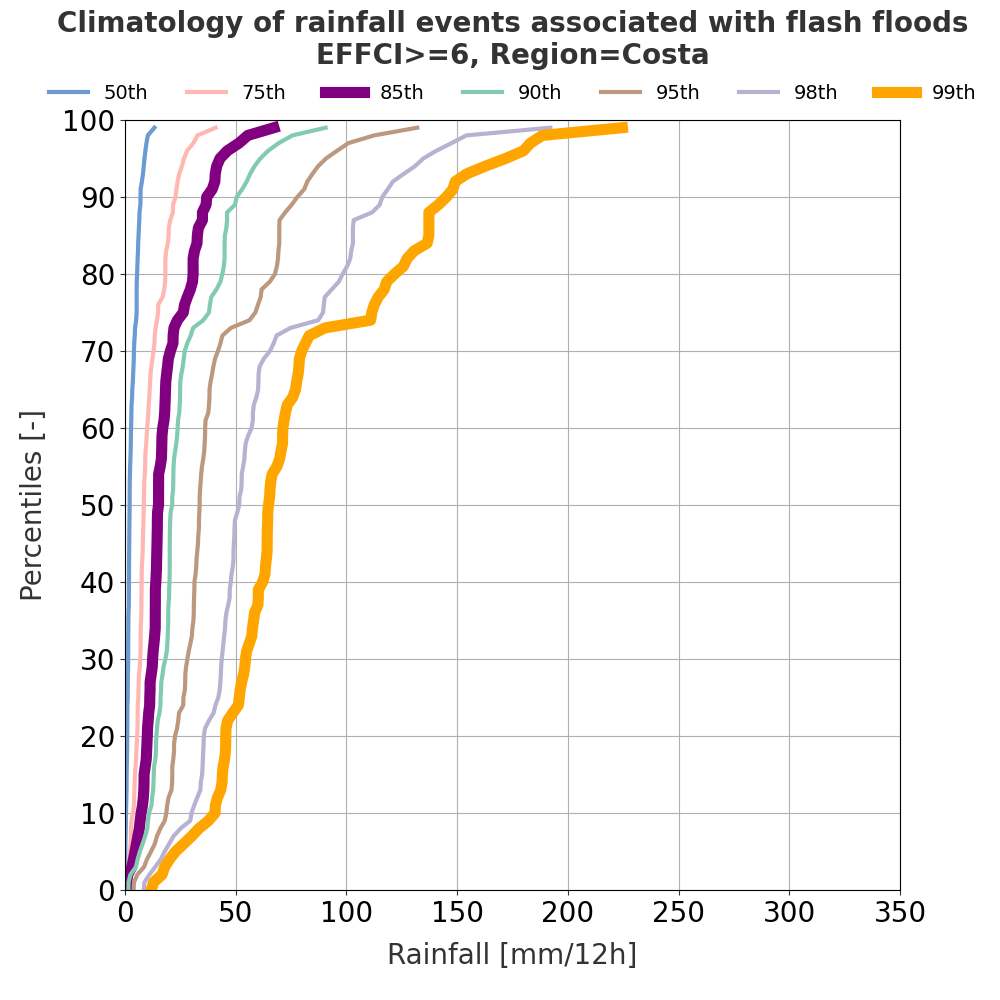 Climatology of rainfall events associated with flash floods
EFFCI>=6, Region=Costa
50th 75th 85th 90th 95th 98th 99th
100
90
80
70
60
50
40
30
20
10
0
Percentiles [-]
0 50 100 150 200 250 300 350
Rainfall [mm/12h]